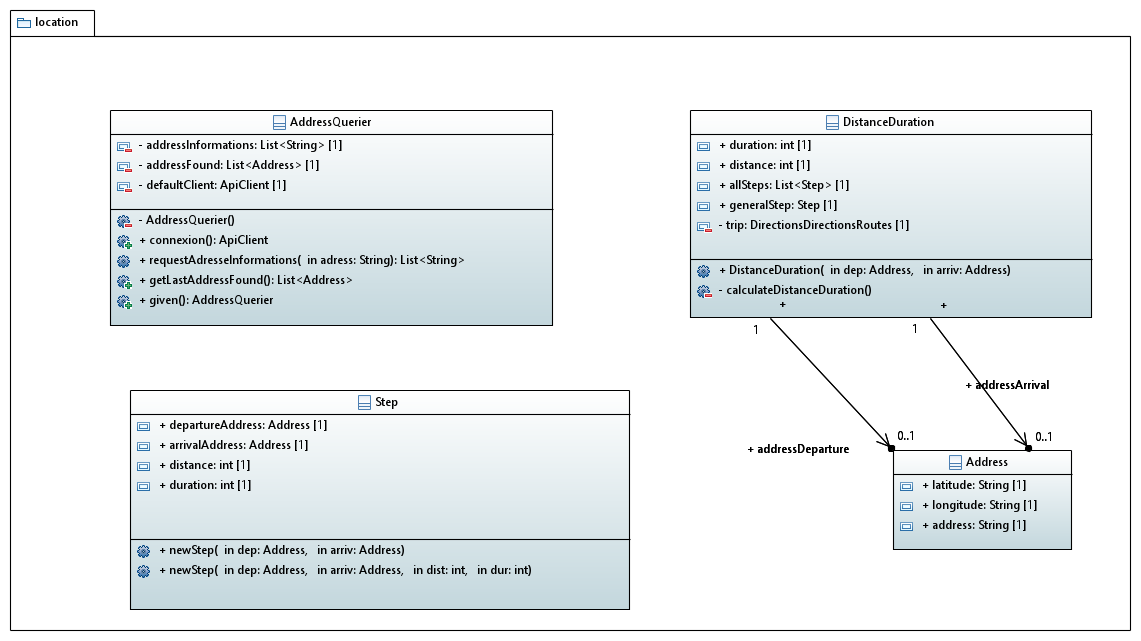 location
AddressQuerier
- addressInformations: List<String> [1]
- addressFound: List<Address> [1]
- defaultClient: ApiClient [1]
- AddressQuerier()
+ connexion(): ApiClient
+ requestAdresseInformations( in adress: String): List<String>
+ getLastAddressFound(): List<Address>
+ given(): AddressQuerier
DistanceDuration
+ duration: int [1]
+ distance: int [1]
+ allSteps: List<Step> [1]
+ generalStep: Step [1]
- trip: DirectionsDirectionsRoutes [1]
+ DistanceDuration( in dep: Address, in arriv: Address)
- calculateDistanceDuration()
+ +
1 1
+ addressArrival
+ addressDeparture
0..1 0..1
Step
+ departureAddress: Address [1]
+ arrivalAddress: Address [1]
+ distance: int [1]
+ duration: int [1]
+ newStep( in dep: Address, in arriv: Address)
+ newStep( in dep: Address, in arriv: Address, in dist: int, in dur: int)
Address
+ latitude: String [1]
+ longitude: String [1]
+ address: String [1]